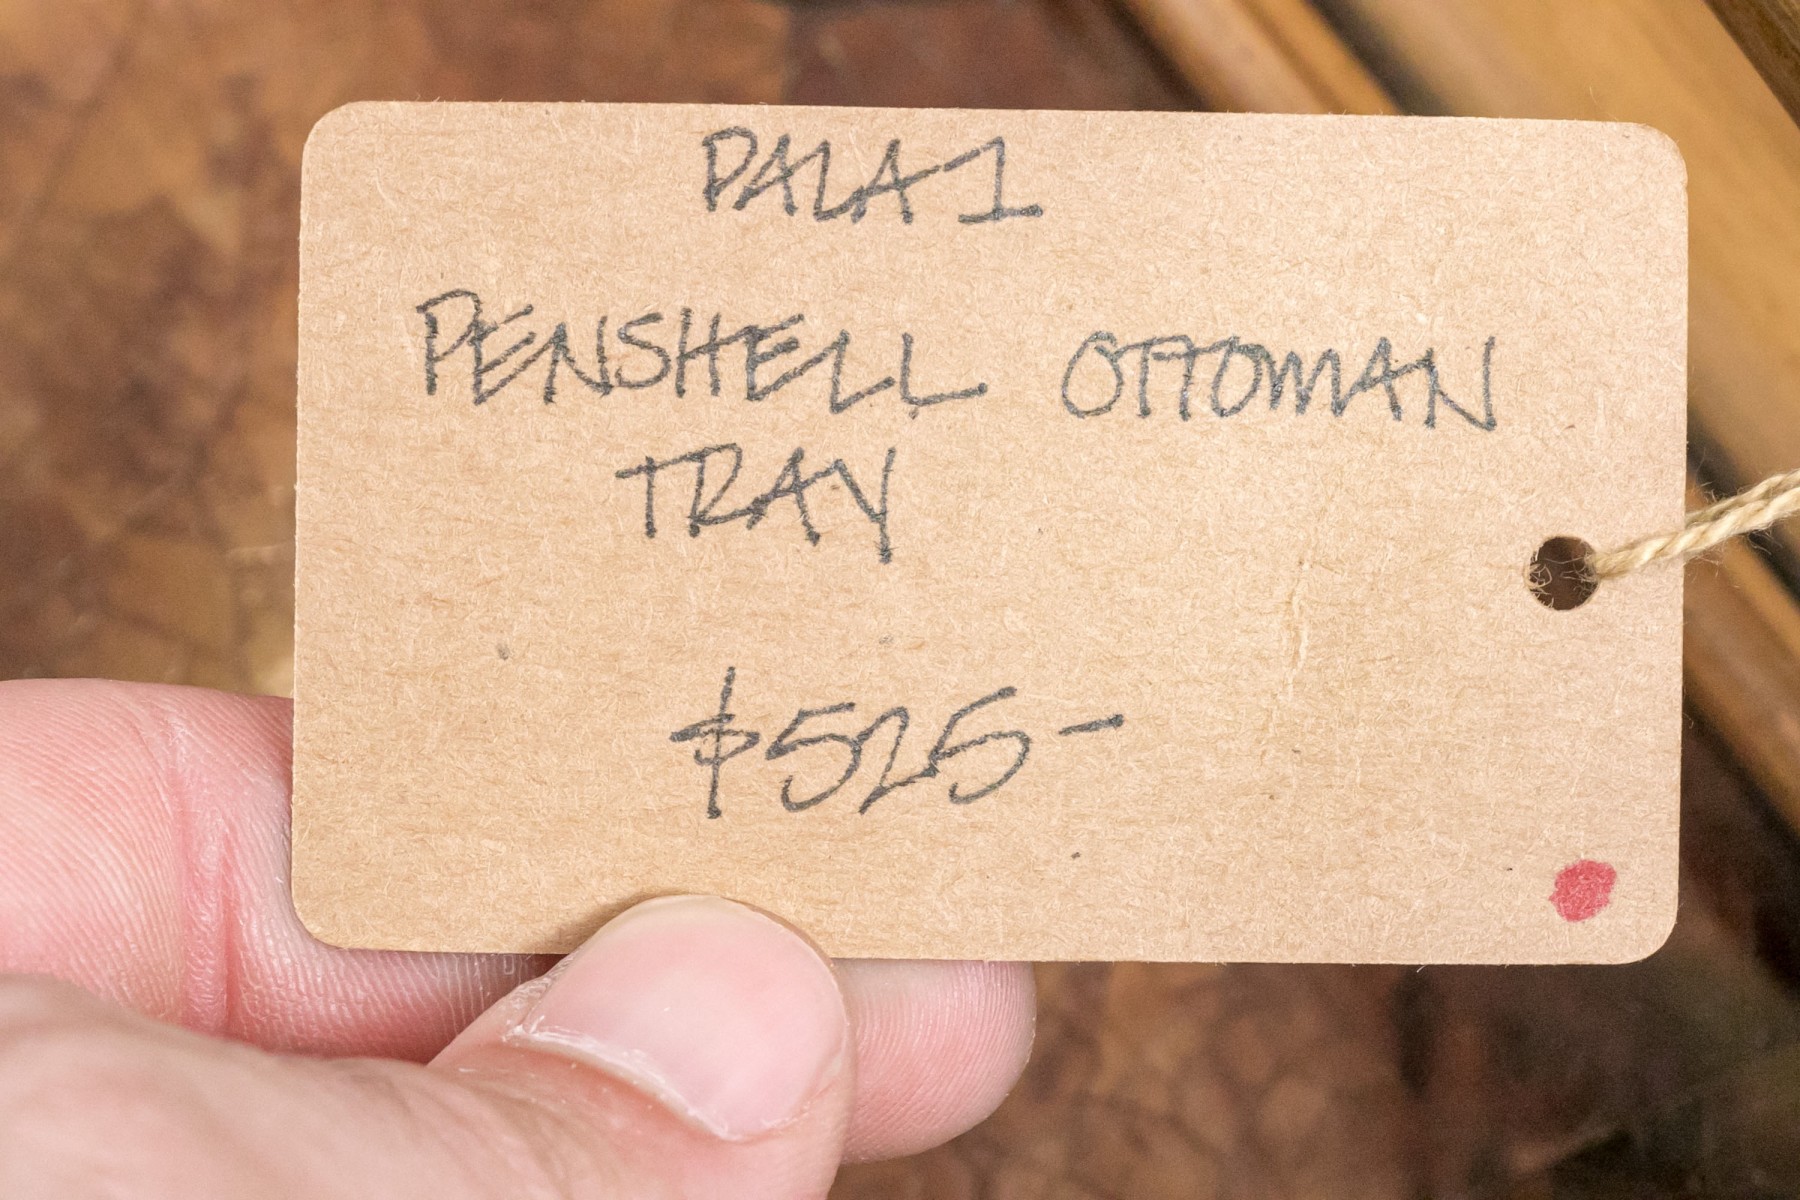 PALA1
PENSHELL OTTOMAN
TRAY
$525-